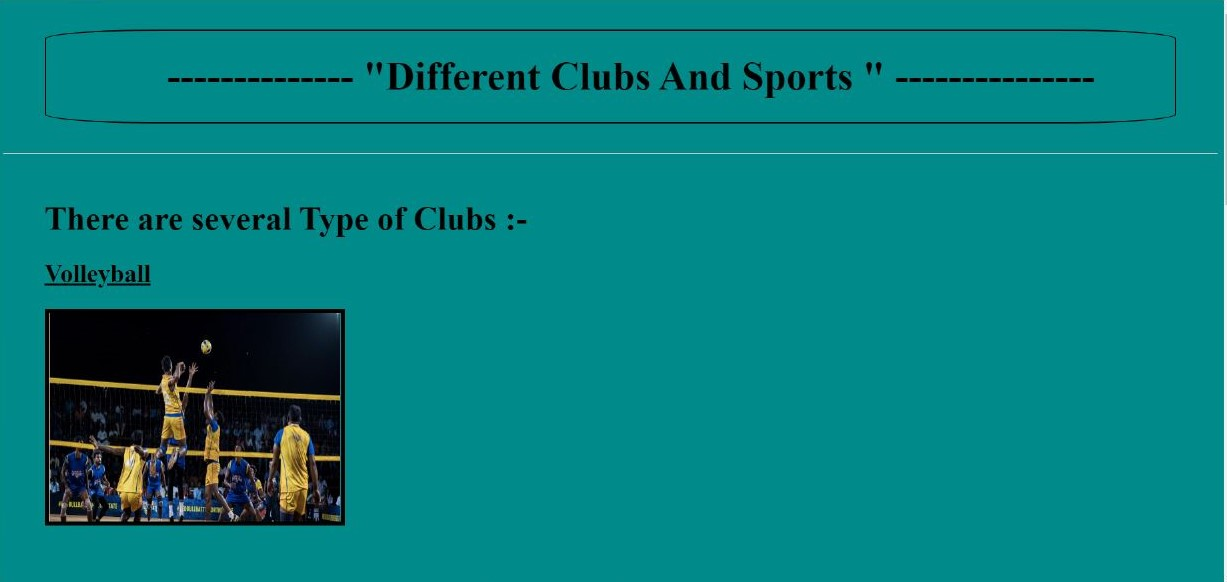 -------------- "Different Clubs And Sports " ---------------
There are several Type of Clubs :-
Volleyball